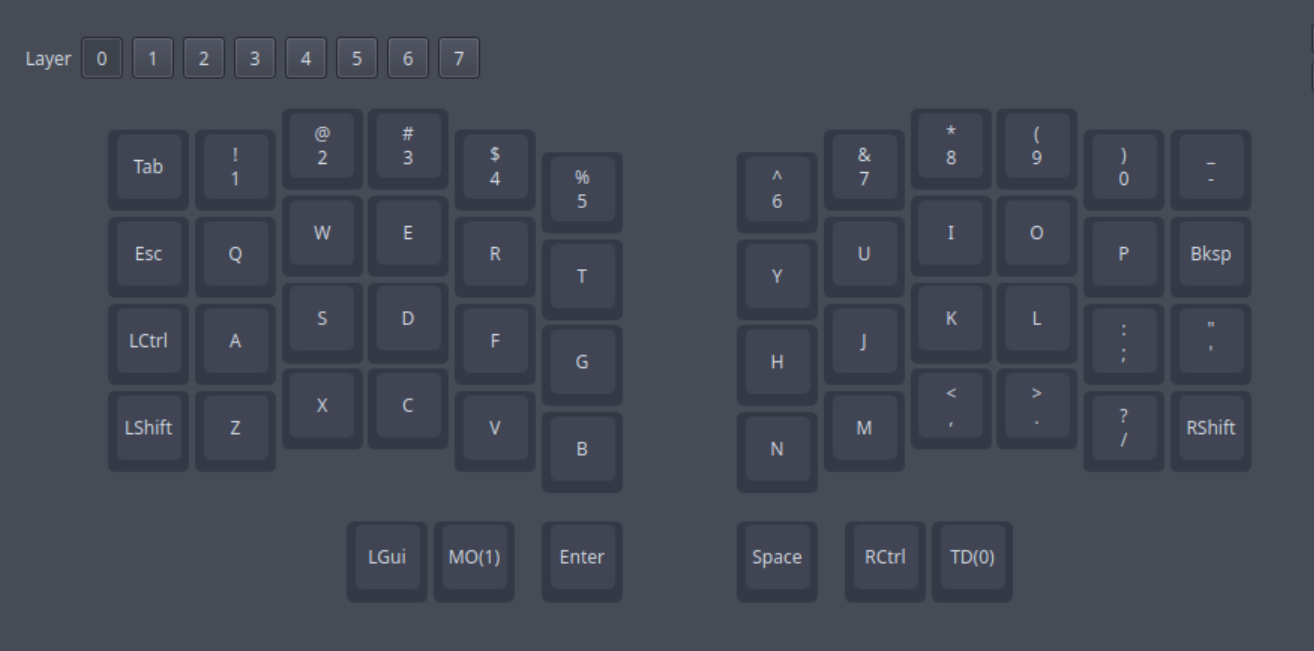 Layer 0 1 2 3 4 5 6 7
Tab ! @ # $ % ^ & * ( ) _
1 2 3 4 5 6 7 8 9 0 -
Esc Q W E R T Y U I O P Bksp
LCtrl A S D F G H J K L : "
; '
LShift Z X C V B N M < > ? RShift
, . /
LGui MO(1) Enter Space RCtrl TD(0)